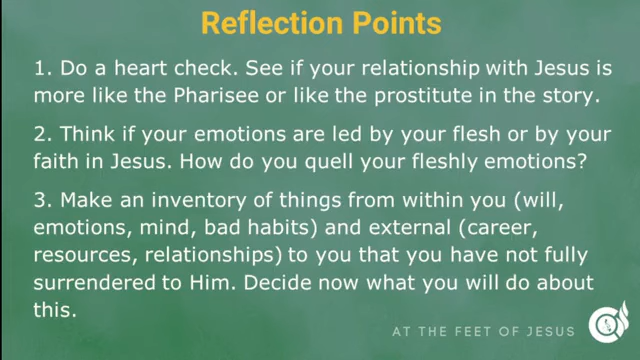 Reflection Points
1. Do a heart check. See if your relationship with Jesus is
more like the Pharisee or like the prostitute in the story.
2. Think if your emotions are led by your flesh or by your
faith in Jesus. How do you quell your fleshly emotions?
3. Make an inventory of things from within you (will,
emotions, mind, bad habits) and external (career,
resources, relationships) to you that you have not fully
surrendered to Him. Decide now what you will do about
this.
AT THE FEET OF JESUS